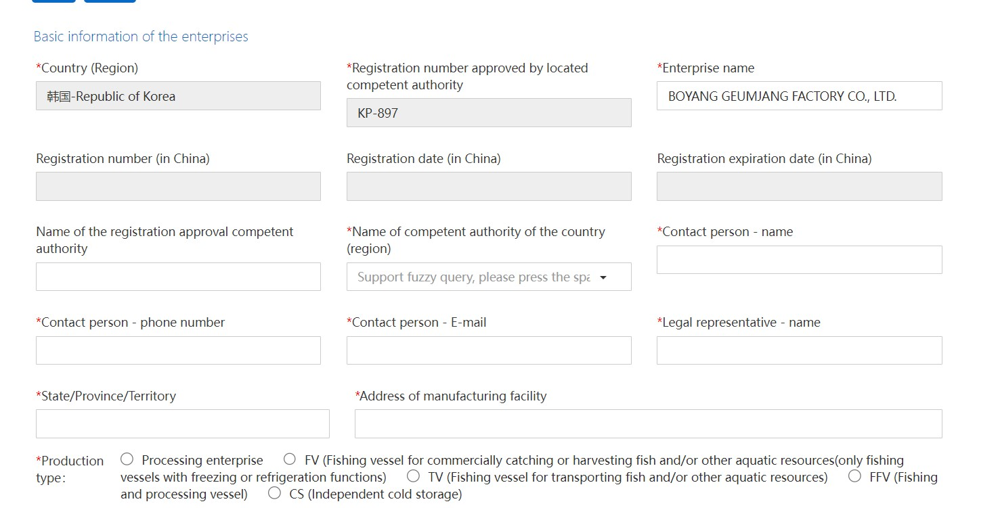 Basic information of the enterprises
*Country (Region)
韩国-Republic of Korea
*Registration number approved by located
competent authority
KP-897
*Enterprise name
BOYANG GEUMJANG FACTORY CO., LTD.
Registration number (in China)
Registration date (in China)
Registration expiration date (in China)
Name of the registration approval competent
authority
*Name of competent authority of the country
(region)
Support fuzzy query, please press the spa
*Contact person - name
*Contact person - phone number
*Contact person - E-mail
*Legal representative - name
*State/Province/Territory
*Address of manufacturing facility
*Production
type:
Processing enterprise FV (Fishing vessel for commercially catching or harvesting fish and/or other aquatic resources(only fishing
vessels with freezing or refrigeration functions) TV (Fishing vessel for transporting fish and/or other aquatic resources) FFV (Fishing
and processing vessel) CS (Independent cold storage)